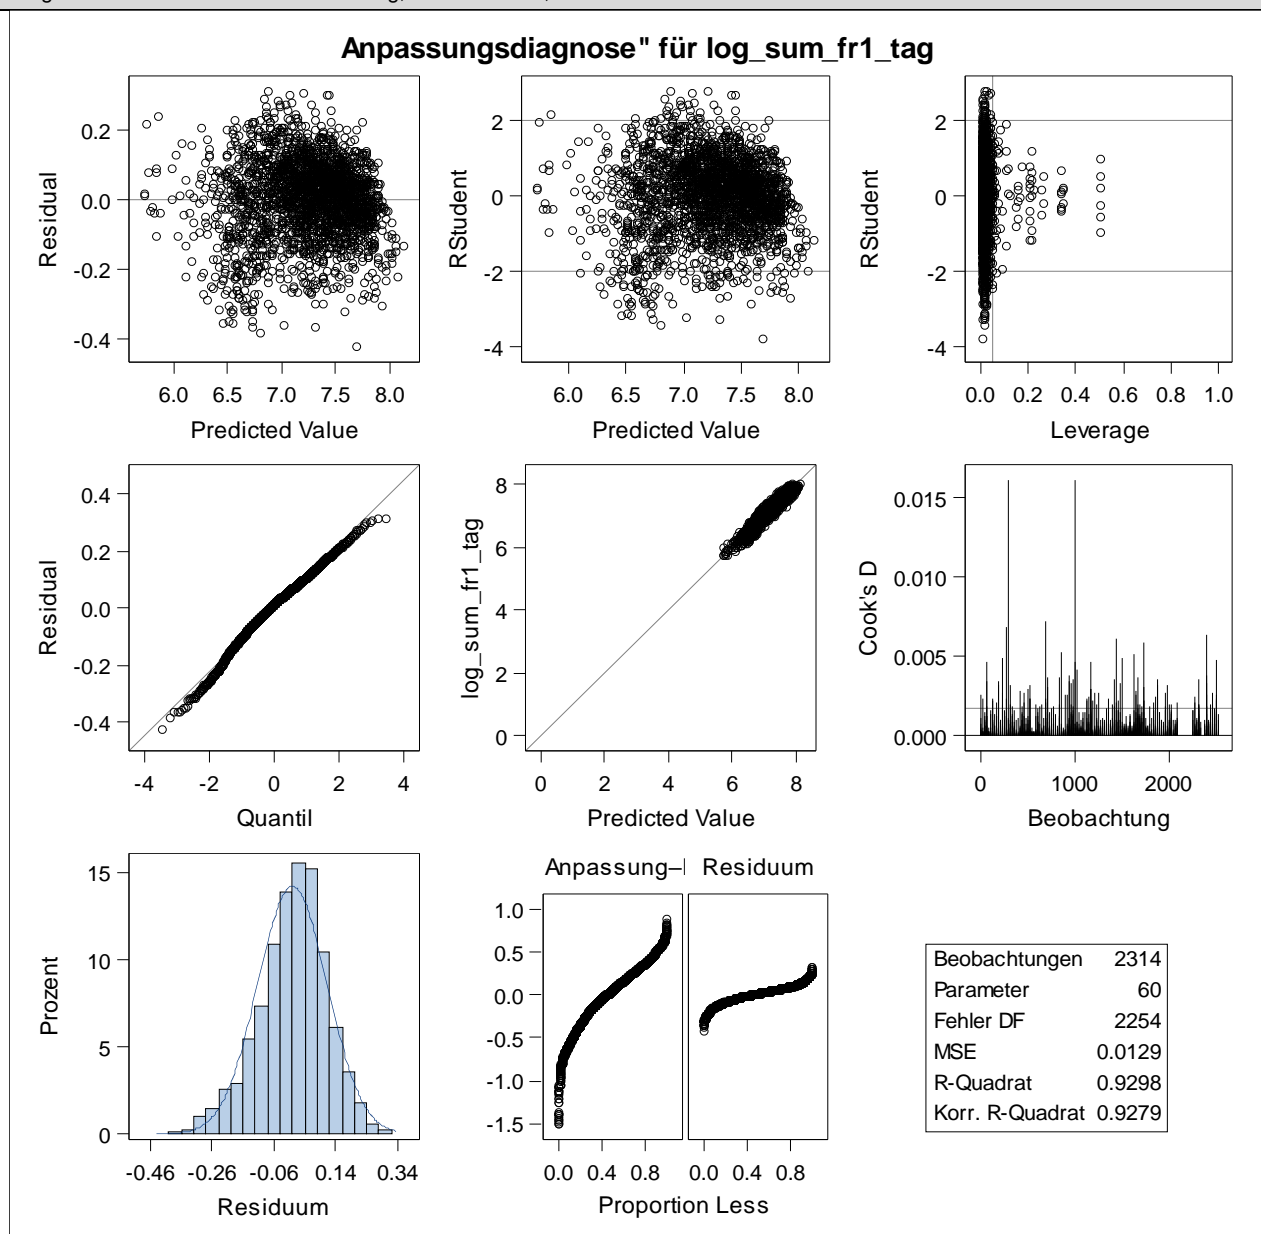 Anpassungsdiagnose" für log_sum_fr1_tag
Residual
0.2
0.0
-0.2
-0.4
6.0 6.5 7.0 7.5 8.0
Predicted Value
RStudent
2
0
-2
-4
6.0 6.5 7.0 7.5 8.0
Predicted Value
RStudent
2
0
-2
-4
0.0 0.2 0.4 0.6 0.8 1.0
Leverage
Residual
0.4
0.2
0.0
-0.2
-0.4
-4 -2 0 2 4
Quantil
log_sum_fr1_tag
8
6
4
2
0
0 2 4 6 8
Predicted Value
Cook's D
0.015
0.010
0.005
0.000
0 1000 2000
Beobachtung
Prozent
15
10
5
0
-0.46 -0.26 -0.06 0.14 0.34
Residuum
Anpassung– Residuum
1.0
0.5
0.0
-0.5
-1.0
-1.5
0.0 0.4 0.8 0.0 0.4 0.8
Proportion Less
Beobachtungen 2314
Parameter 60
Fehler DF 2254
MSE 0.0129
R-Quadrat 0.9298
Korr. R-Quadrat 0.9279